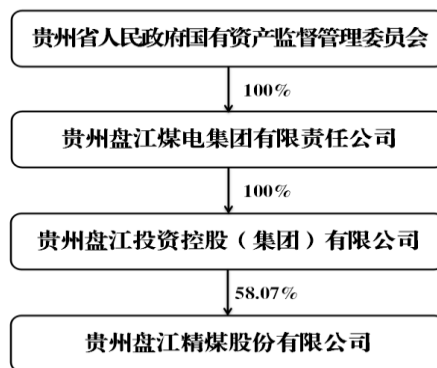 贵州省人民政府国有资产监督管理委员会
100%
贵州盘江煤电集团有限责任公司
100%
贵州盘江投资控股（集团）有限公司
58.07%
贵州盘江精煤股份有限公司